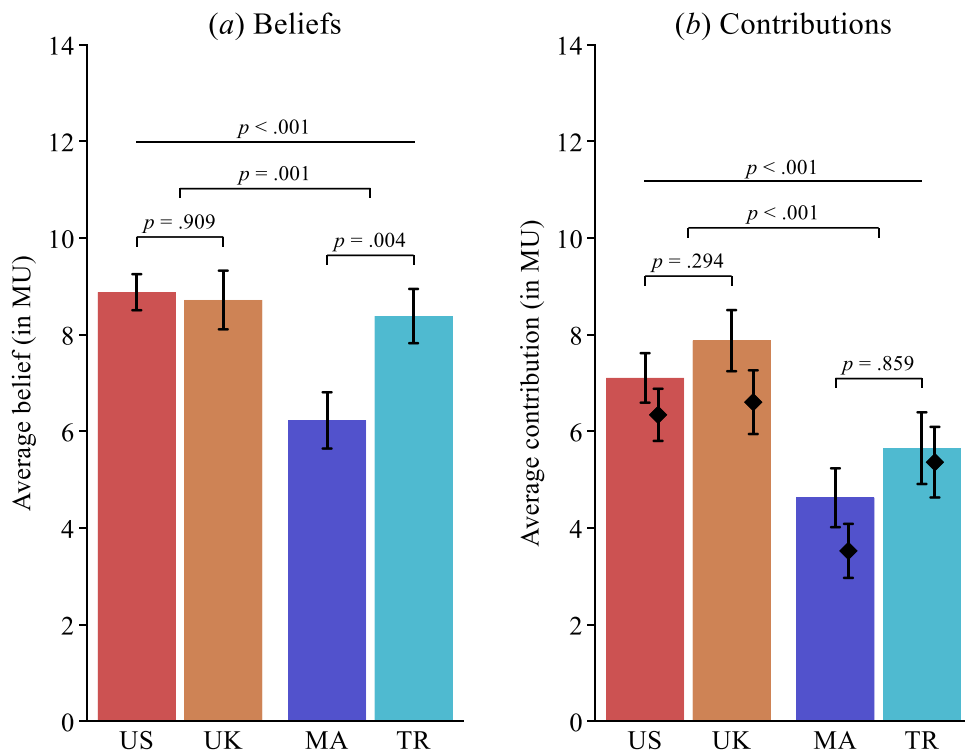 (a) Beliefs
14
12
10
8
6
4
2
0
Average belief (in MU)
p < .001
p = .001
p = .909
p = .004
US UK MA TR
(b) Contributions
14
12
10
8
6
4
2
0
Average contribution (in MU)
p < .001
p < .001
p = .294
p = .859
US UK MA TR